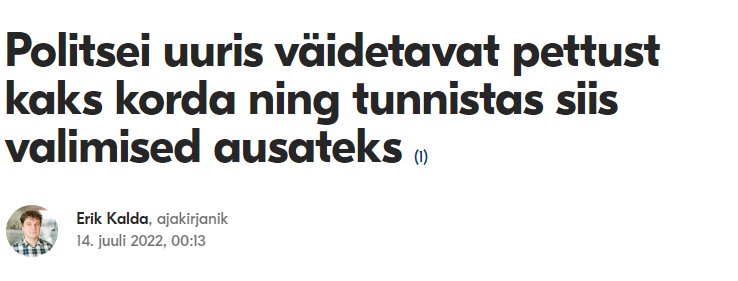 Politsei uuris väidetavat pettust
kaks korda ning tunnistas siis
valimised ausateks (1)
Erik Kalda, ajakirjanik
14. juuli 2022, 00:13